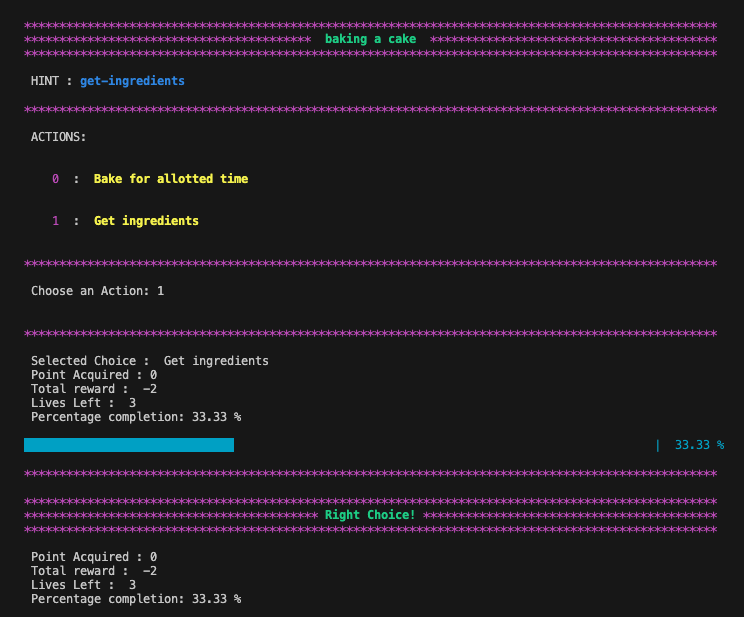 ***************************************************************************************************
*****************************************  baking a cake  *****************************************
***************************************************************************************************
HINT : get-ingredients
***************************************************************************************************
ACTIONS:
0  :  Bake for allotted time
1  :  Get ingredients
***************************************************************************************************
Choose an Action: 1
***************************************************************************************************
Selected Choice :  Get ingredients
Point Acquired : 0
Total reward :  -2
Lives Left :  3
Percentage completion: 33.33 %
|  33.33 %
***************************************************************************************************
***************************************************************************************************
****************************************** Right Choice! ******************************************
***************************************************************************************************
Point Acquired : 0
Total reward :  -2
Lives Left :  3
Percentage completion: 33.33 %